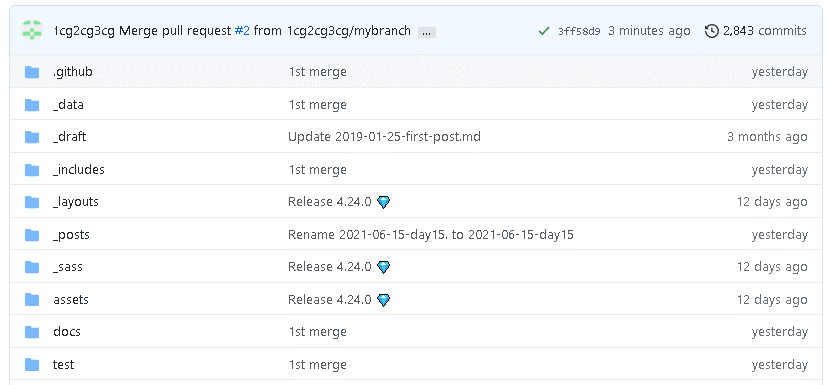 1cg2cg3cg Merge pull request #2 from 1cg2cg3cg/mybranch ... 3ff50d9 3 minutes ago 2,843 commits
.github 1st merge yesterday
_data 1st merge yesterday
_draft Update 2019-01-25-first-post.md 3 months ago
_includes 1st merge yesterday
_layouts Release 4.24.0 💎 12 days ago
_posts Rename 2021-06-15-day15. to 2021-06-15-day15 yesterday
_sass Release 4.24.0 💎 12 days ago
assets Release 4.24.0 💎 12 days ago
docs 1st merge yesterday
test 1st merge yesterday